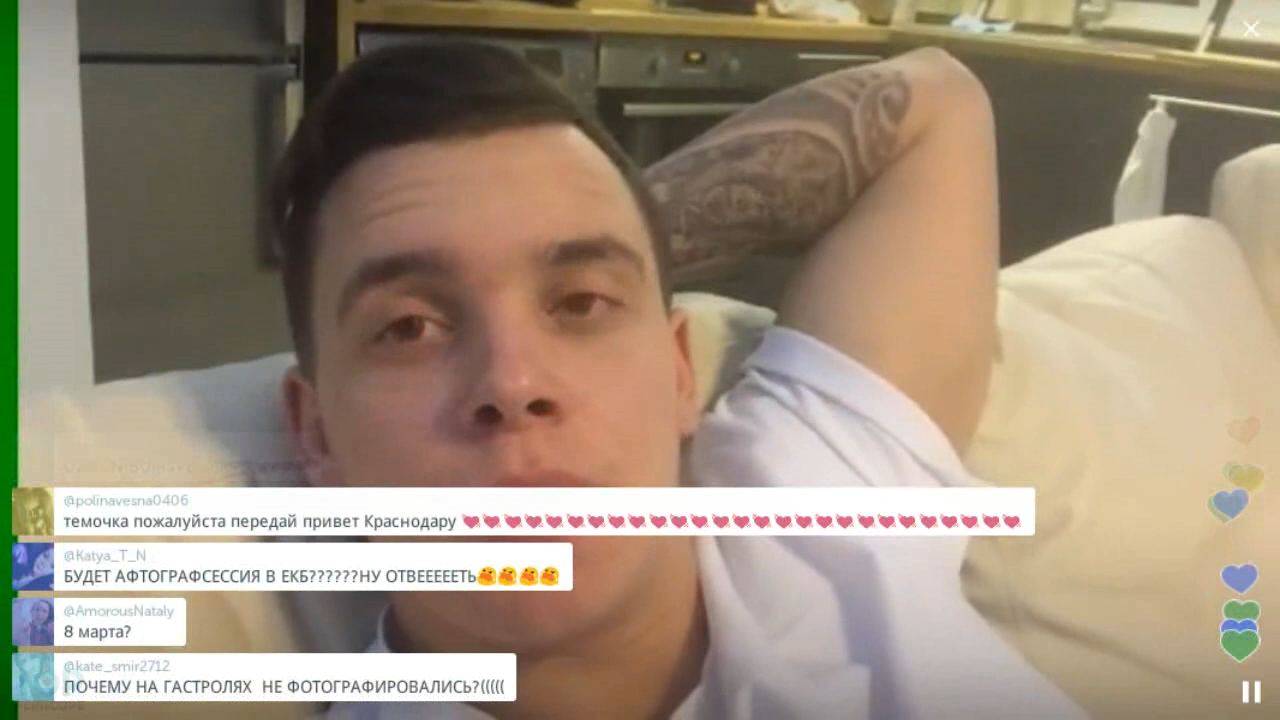 @polinavesna0406
темочка пожалуйста передай привет Краснодару 💘💘💘💘💘💘💘💘💘💘💘💘💘💘💘💘💘💘💘💘💘💘💘💘💘💘💘
@Katya_T_N
БУДЕТ АФТОГРАФСЕССИЯ В ЕКБ??????НУ ОТВЕЕЕЕЕТЬ
@AmorousNataly
8 марта?
@kate_smir2712
ПОЧЕМУ НА ГАСТРОЛЯХ НЕ ФОТОГРАФИРОВАЛИСЬ?(((((